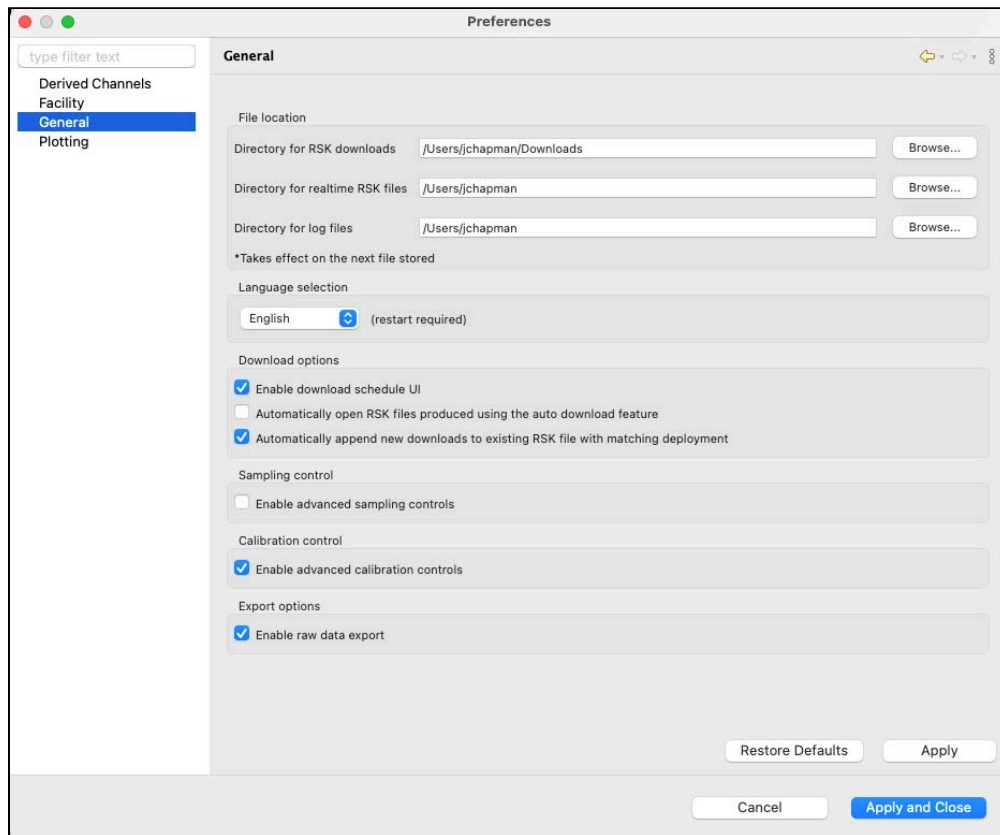 Preferences
type filter text
Derived Channels
Facility
General
Plotting
General
File location
Directory for RSK downloads /Users/jchapman/Downloads Browse...
Directory for realtime RSK files /Users/jchapman Browse...
Directory for log files /Users/jchapman Browse...
*Takes effect on the next file stored
Language selection
English (restart required)
Download options
Enable download schedule UI
Automatically open RSK files produced using the auto download feature
Automatically append new downloads to existing RSK file with matching deployment
Sampling control
Enable advanced sampling controls
Calibration control
Enable advanced calibration controls
Export options
Enable raw data export
Restore Defaults Apply
Cancel Apply and Close